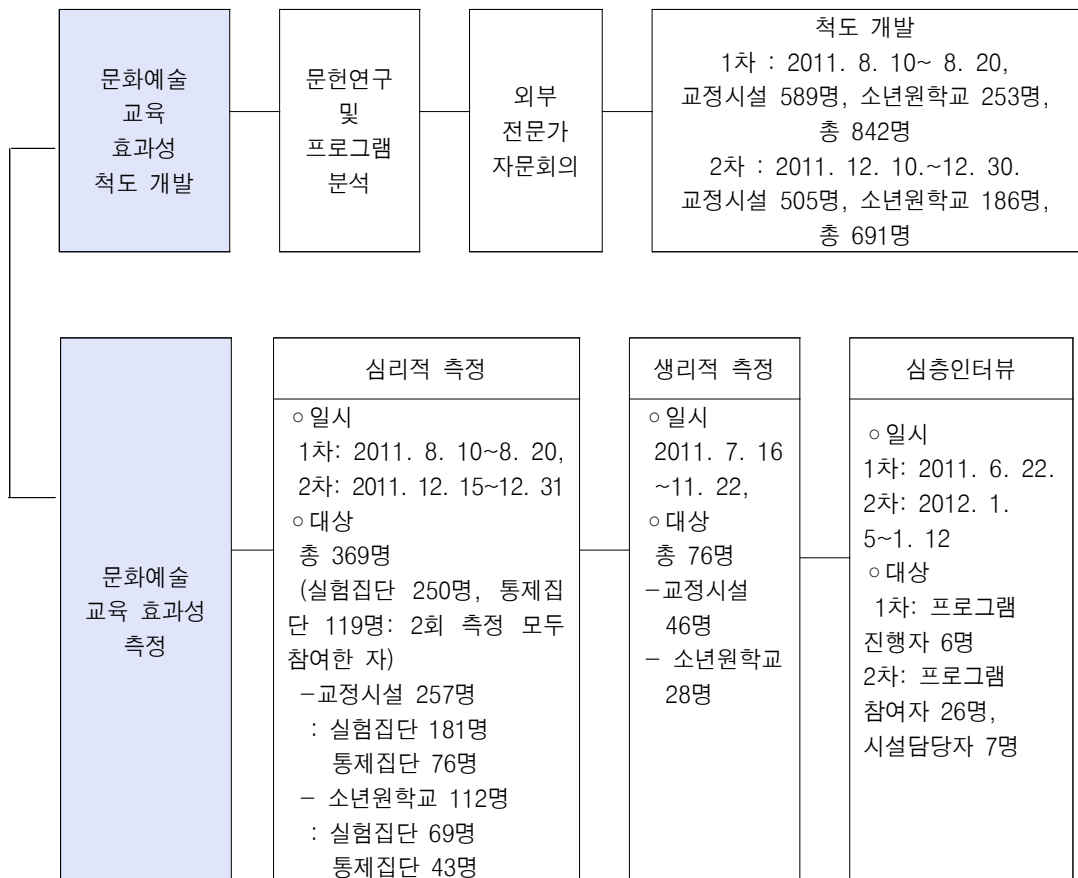 문화예술
교육
효과성
척도 개발
문헌연구
및
프로그램
분석
외부
전문가
자문회의
척도 개발
1차 : 2011. 8. 10~ 8. 20,
교정시설 589명, 소년원학교 253명,
총 842명
2차 : 2011. 12. 10.~12. 30.
교정시설 505명, 소년원학교 186명,
총 691명
문화예술
교육 효과성
측정
심리적 측정
○일시
1차: 2011. 8. 10~8. 20,
2차: 2011. 12. 15~12. 31
○대상
총 369명
(실험집단 250명, 통제집
단 119명: 2회 측정 모두
참여한 자)
-교정시설 257명
: 실험집단 181명
통제집단 76명
- 소년원학교 112명
: 실험집단 69명
통제집단 43명
생리적 측정
○일시
2011. 7. 16
~11. 22,
○대상
총 76명
-교정시설
46명
- 소년원학교
28명
심층인터뷰
○일시
1차: 2011. 6. 22.
2차: 2012. 1.
5~1. 12
○대상
1차: 프로그램
진행자 6명
2차: 프로그램
참여자 26명,
시설담당자 7명